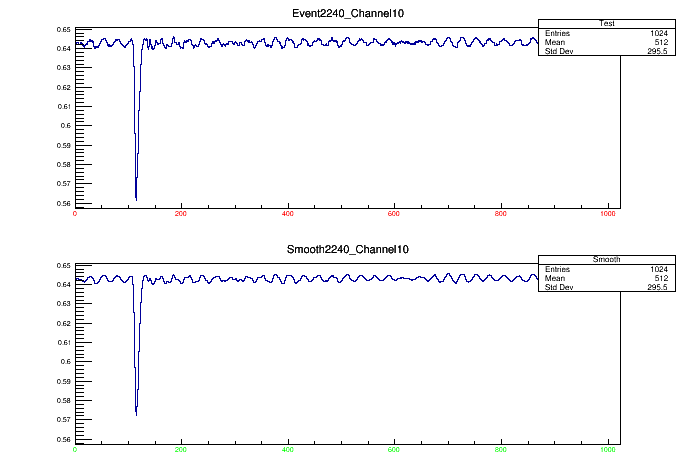 Event2240_Channel10
Test
Entries 1024
Mean 512
Std Dev 295.5
0.65
0.64
0.63
0.62
0.61
0.6
0.59
0.58
0.57
0.56
0 200 400 600 800 1000
Smooth2240_Channel10
Smooth
Entries 1024
Mean 512
Std Dev 295.5
0.65
0.64
0.63
0.62
0.61
0.6
0.59
0.58
0.57
0.56
0 200 400 600 800 1000